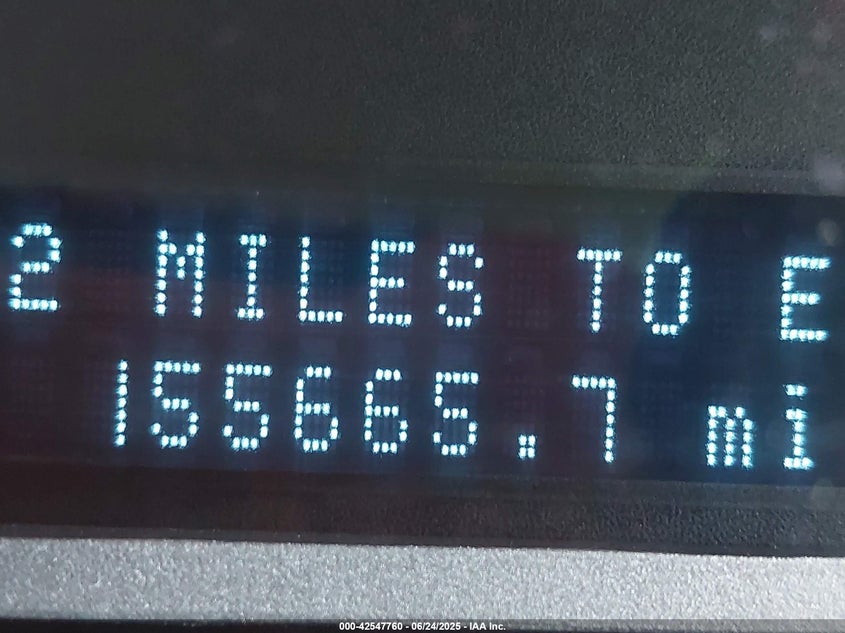 2 MILES TO E
155665.7 mi
000-42547760 - 06/24/2025 - IAA Inc.